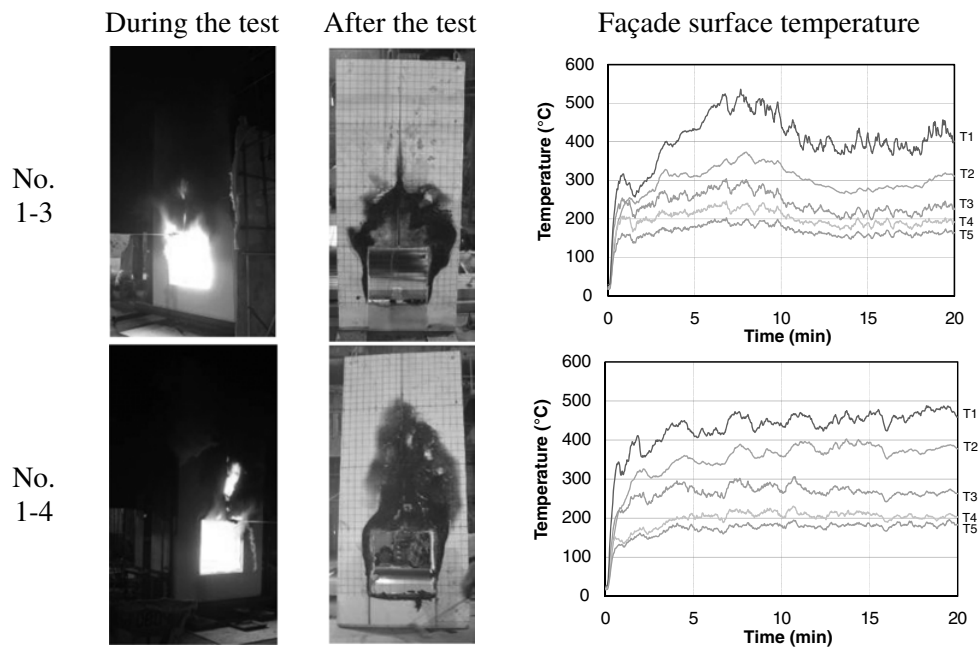 During the test After the test Façade surface temperature
No.
1-3
Temperature (°C)
600
500
400
300
200
100
0
T1
T2
T3
T4
T5
0 5 10 15 20
Time (min)
No.
1-4
Temperature (°C)
600
500
400
300
200
100
0
T1
T2
T3
T4
T5
0 5 10 15 20
Time (min)